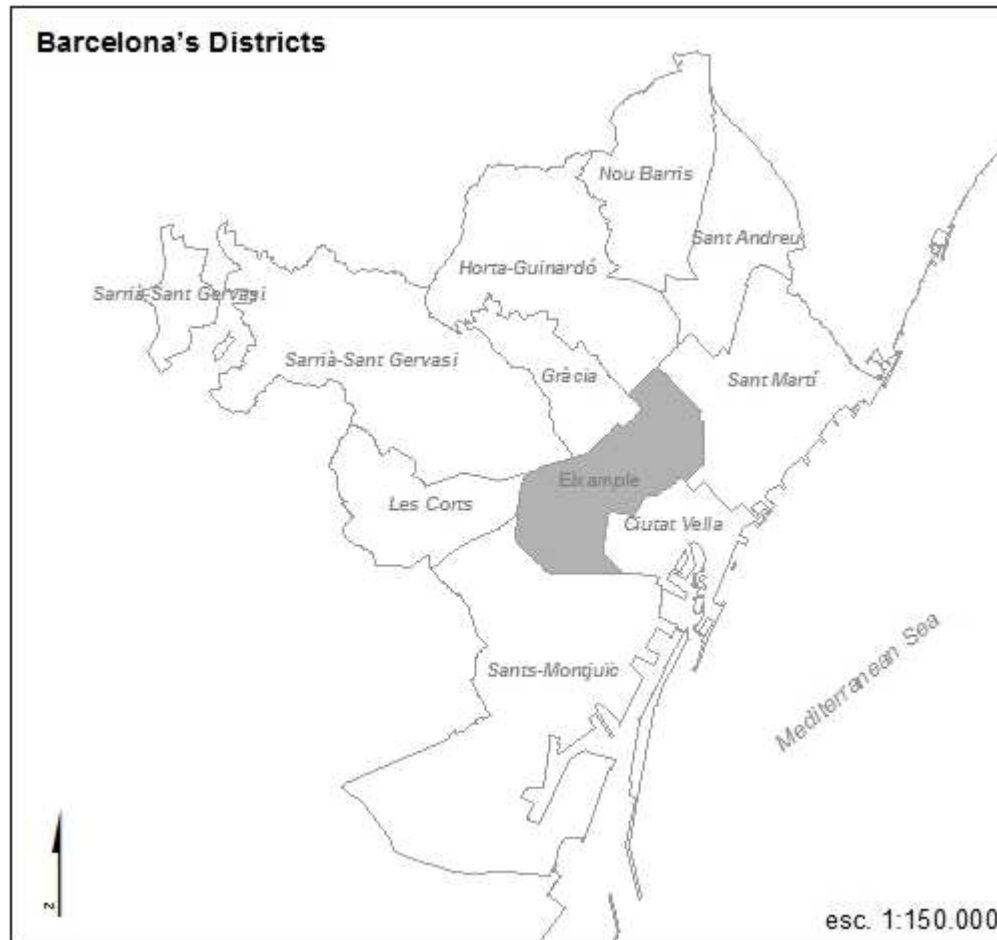 Barcelona's Districts
Nou Barris
Sant Andreu
Horta-Guinardó
Sarrià-Sant Gervasi
Sarrià-Sant Gervasi
Gràcia
Sant Martí
Eixample
Les Corts
Ciutat Vella
Sants-Montjuïc
Mediterranean Sea
N
esc. 1:150.000